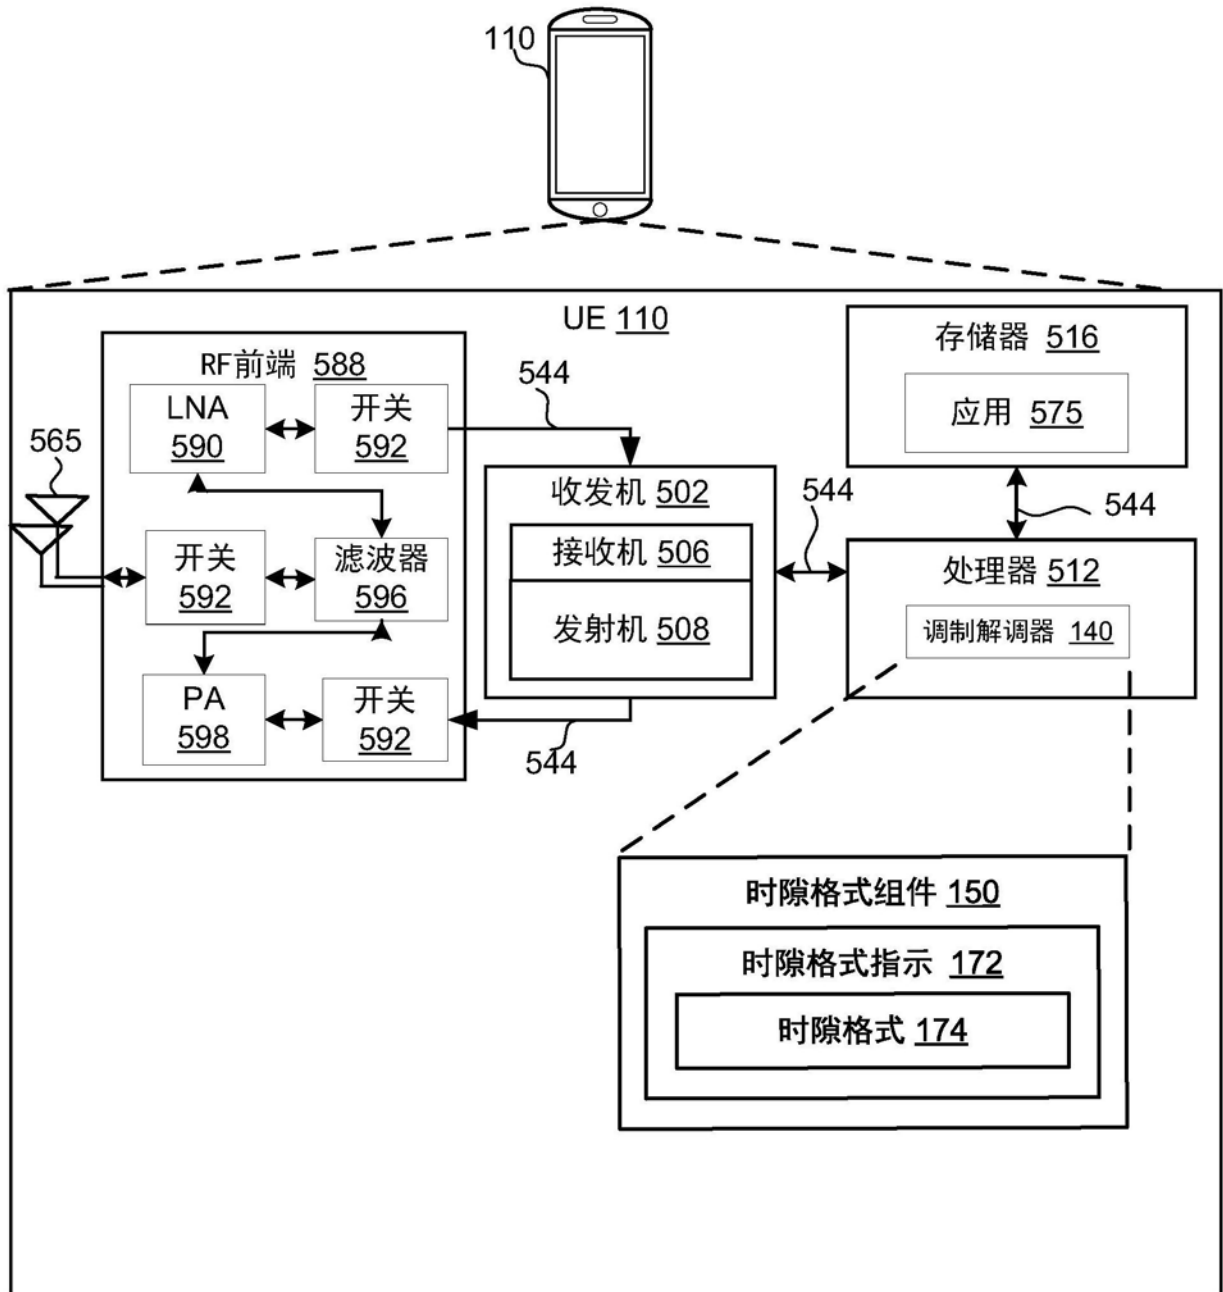 110
UE 110
RF前端 588
LNA
590
开关
592
544
565
开关
592
滤波器
596
PA
598
开关
592
544
收发机 502
接收机 506
发射机 508
544
存储器 516
应用 575
544
处理器 512
调制解调器 140
时隙格式组件 150
时隙格式指示 172
时隙格式 174